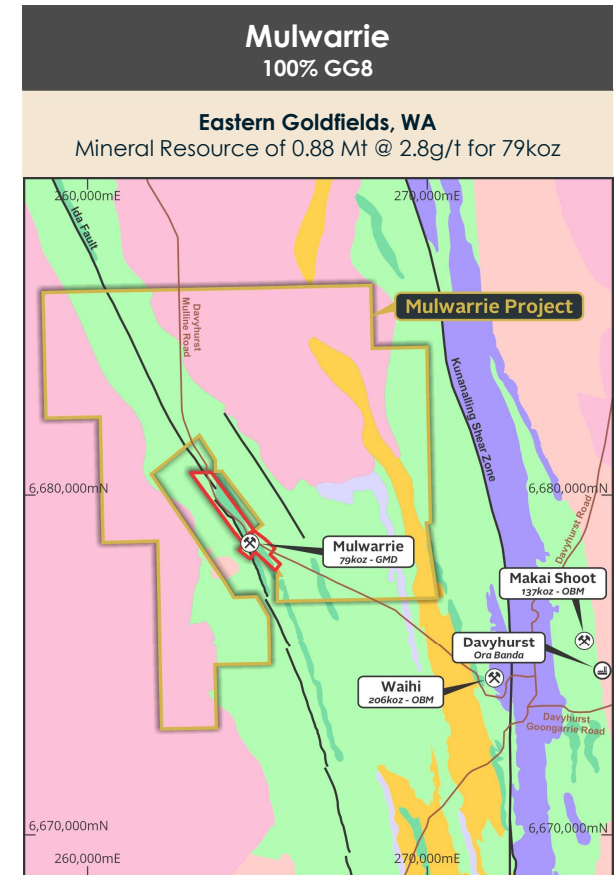 Mulwarrie
100% GG8
Eastern Goldfields, WA
Mineral Resource of 0.88 Mt @ 2.8g/t for 79koz
260,000mE
270,000mE
Ida Fault
Davyhurst
Mulline Road
Mulwarrie Project
Kunanalling Shear Zone
6,680,000mN
6,680,000mN
Davyhurst Road
Mulwarrie
79koz - GMD
Makai Shoot
137koz - OBM
Davyhurst
Ora Banda
Waihi
206koz - OBM
Davyhurst
Goongarrie Road
6,670,000mN
6,670,000mN
260,000mE
270,000mE